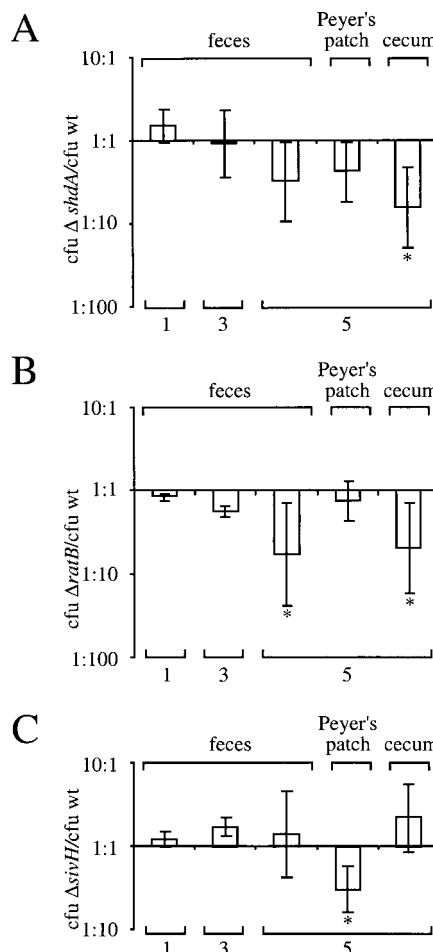 A
feces
Peyer's
patch
cecum
10:1
1:1
1:10
1:100
cfu Δ shdA/cfu wt
*
1
3
5
B
feces
Peyer's
patch
cecum
10:1
1:1
1:10
1:100
cfu ΔratB/cfu wt
*
*
1
3
5
C
feces
Peyer's
patch
cecum
10:1
1:1
1:10
cfu ΔsivH/cfu wt
*
1
3
5